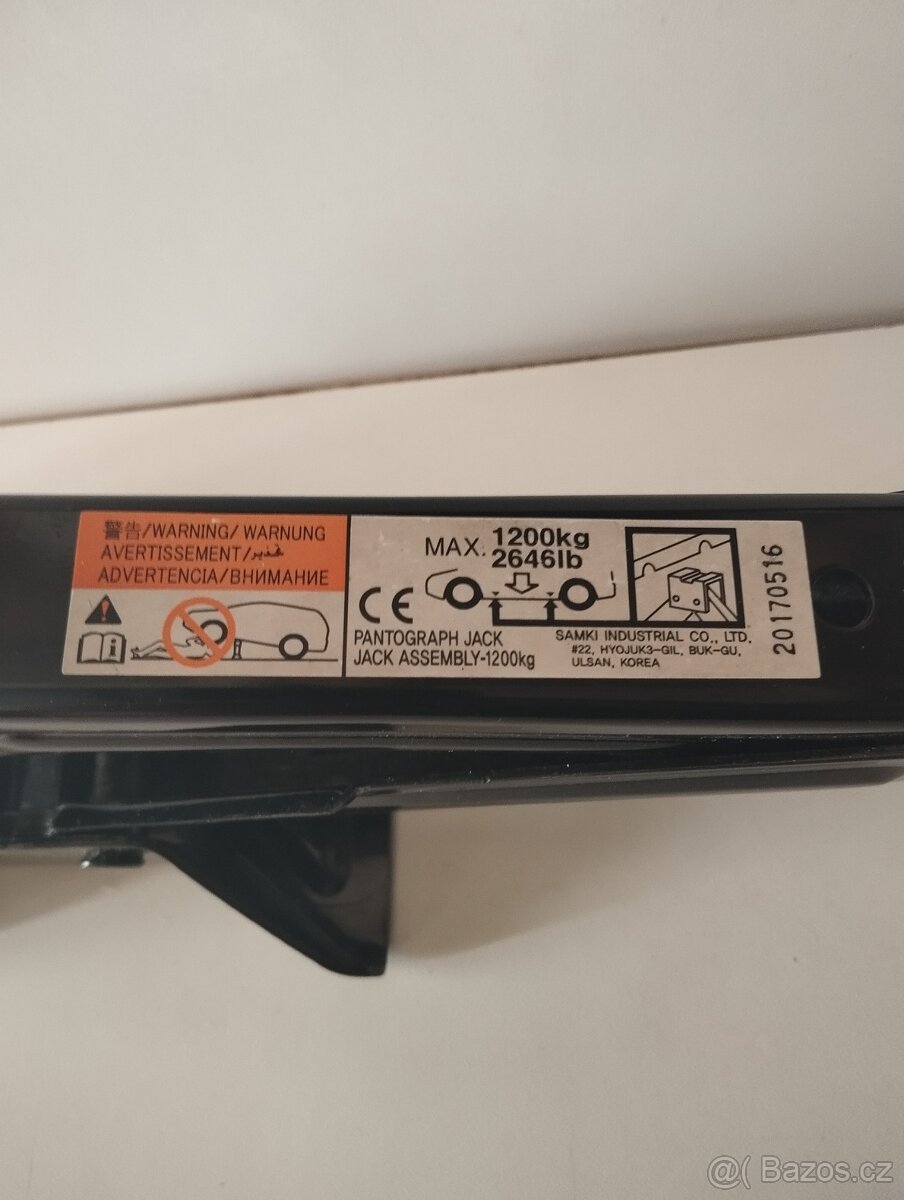 警告/WARNING/ WARNUNG
AVERTISSEMENT/تحذير
ADVERTENCIA/ВНИМАНИЕ
MAX. 1200kg
2646lb
CE
PANTOGRAPH JACK
JACK ASSEMBLY-1200kg
SAMKI INDUSTRIAL CO., LTD.
#22, HYOJUK3-GIL, BUK-GU,
ULSAN, KOREA
20170516
@( Bazos.cz